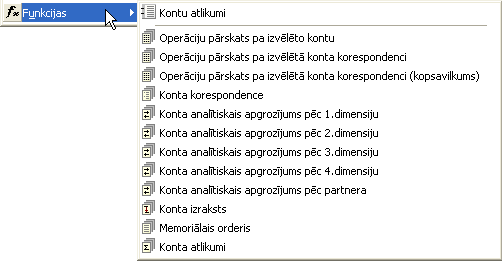 Funkcijas
Kontu atlikumi
Operāciju pārskats pa izvēlēto kontu
Operāciju pārskats pa izvēlētā konta korespondenci
Operāciju pārskats pa izvēlētā konta korespondenci (kopsavilkums)
Konta korespondence
Konta analītiskais apgrozījums pēc 1.dimensiju
Konta analītiskais apgrozījums pēc 2.dimensiju
Konta analītiskais apgrozījums pēc 3.dimensiju
Konta analītiskais apgrozījums pēc 4.dimensiju
Konta analītiskais apgrozījums pēc partnera
Konta izraksts
Memoriālais orderis
Konta atlikumi